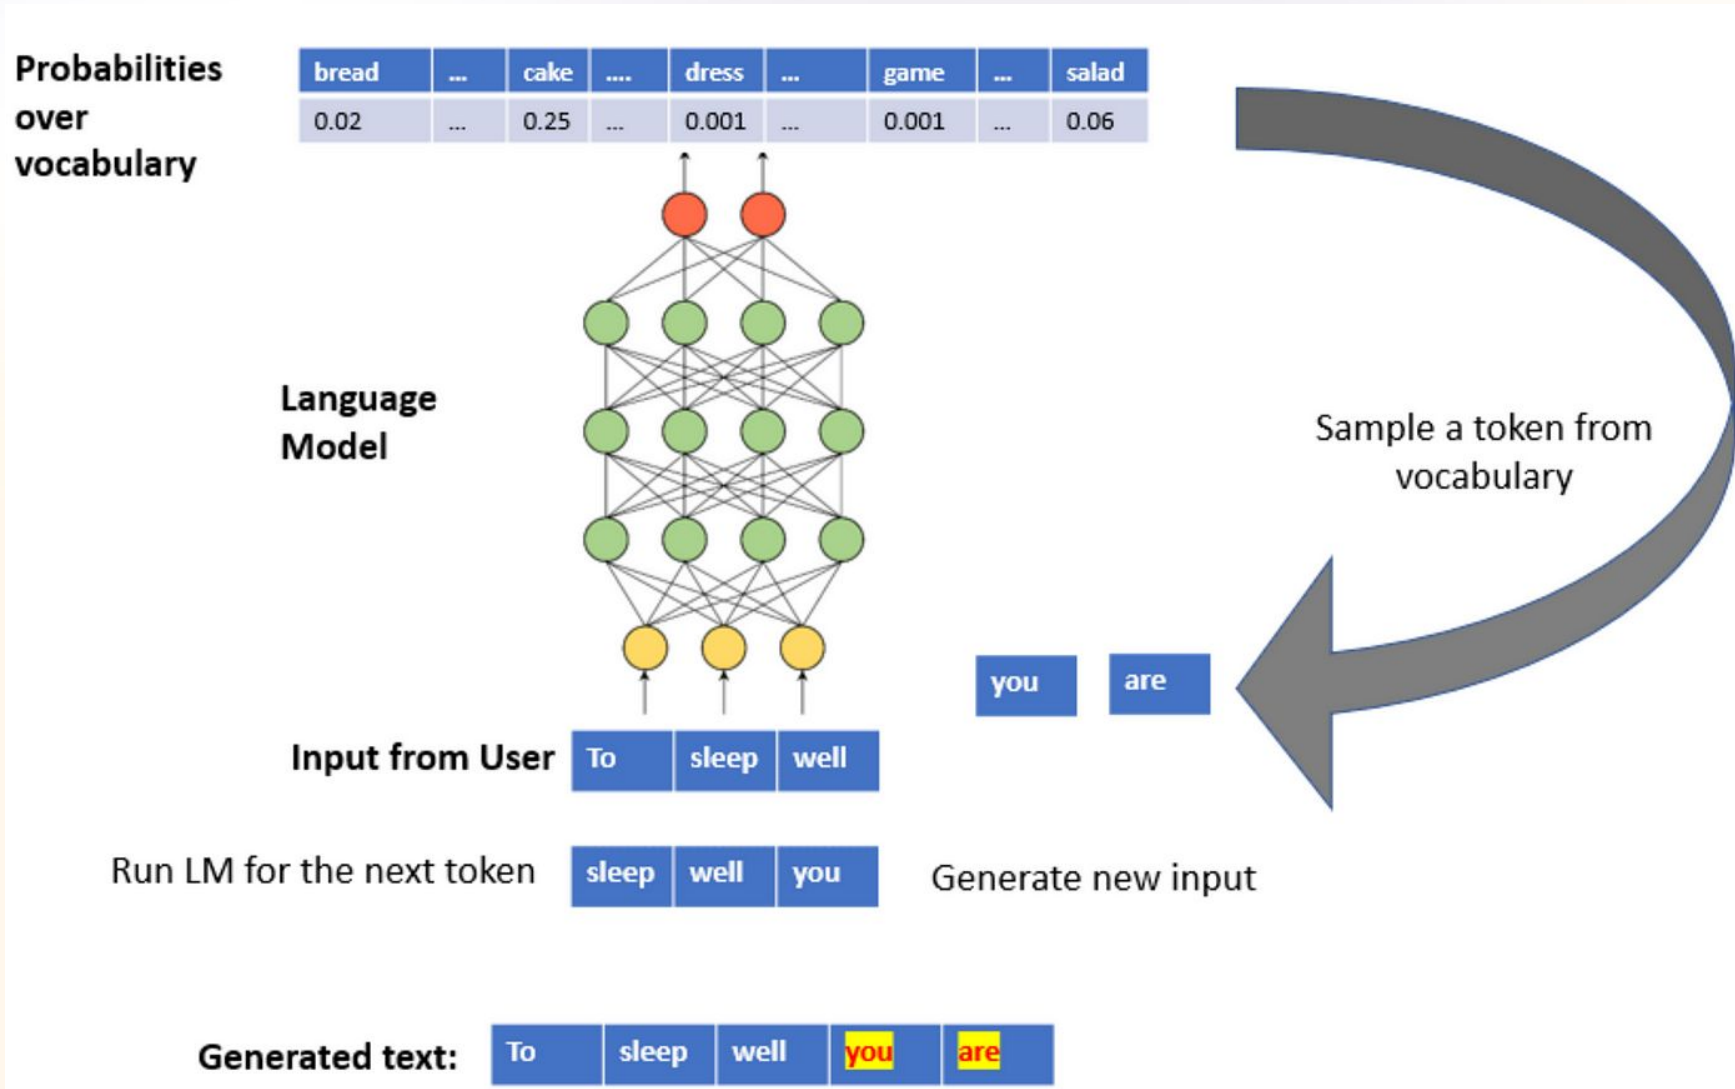 Probabilities
over
vocabulary
bread ... cake .... dress ... game ... salad
0.02 ... 0.25 ... 0.001 ... 0.001 ... 0.06
Language
Model
Sample a token from
vocabulary
you are
Input from User To sleep well
Run LM for the next token sleep well you Generate new input
Generated text: To sleep well you are